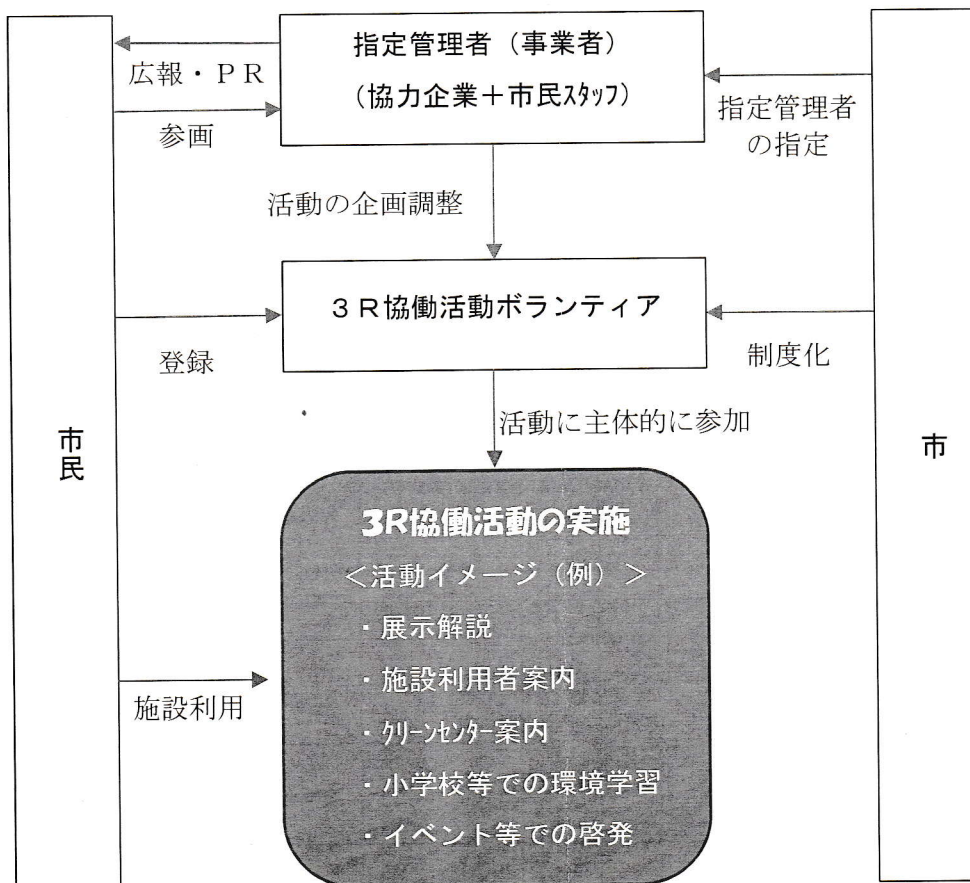 指定管理者（事業者）
（協力企業＋市民ｽﾀｯﾌ）
広報・ＰＲ
参画
指定管理者
の指定
活動の企画調整
３Ｒ協働活動ボランティア
登録
制度化
活動に主体的に参加
市民
市
3R協働活動の実施
＜活動イメージ（例）＞
・展示解説
・施設利用者案内
・ｸﾘｰﾝｾﾝﾀｰ案内
・小学校等での環境学習
・イベント等での啓発
施設利用